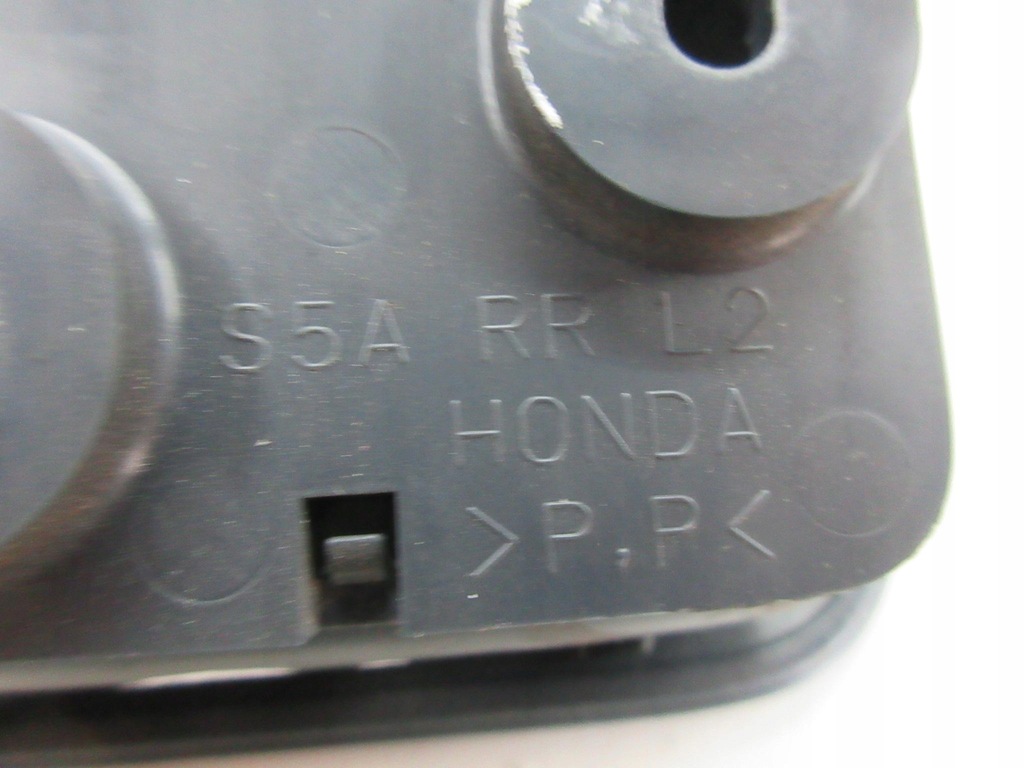 S5A RR L2
HONDA
>P,P<